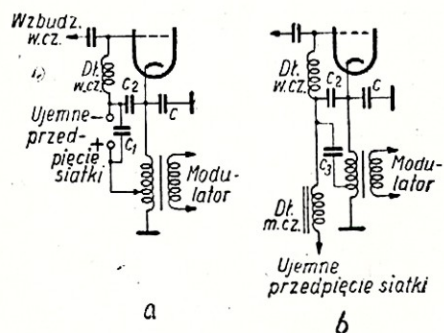 Wzbudz.
w.cz.
Dł.
w.cz.
C2
C
Ujemne
przed-
pięcie
siatki
–
+
C1
Modu-
lator
a
Dł.
w.cz.
C2
C
C3
Modu-
lator
Dł.
m.cz.
Ujemne
przedpięcie siatki
b